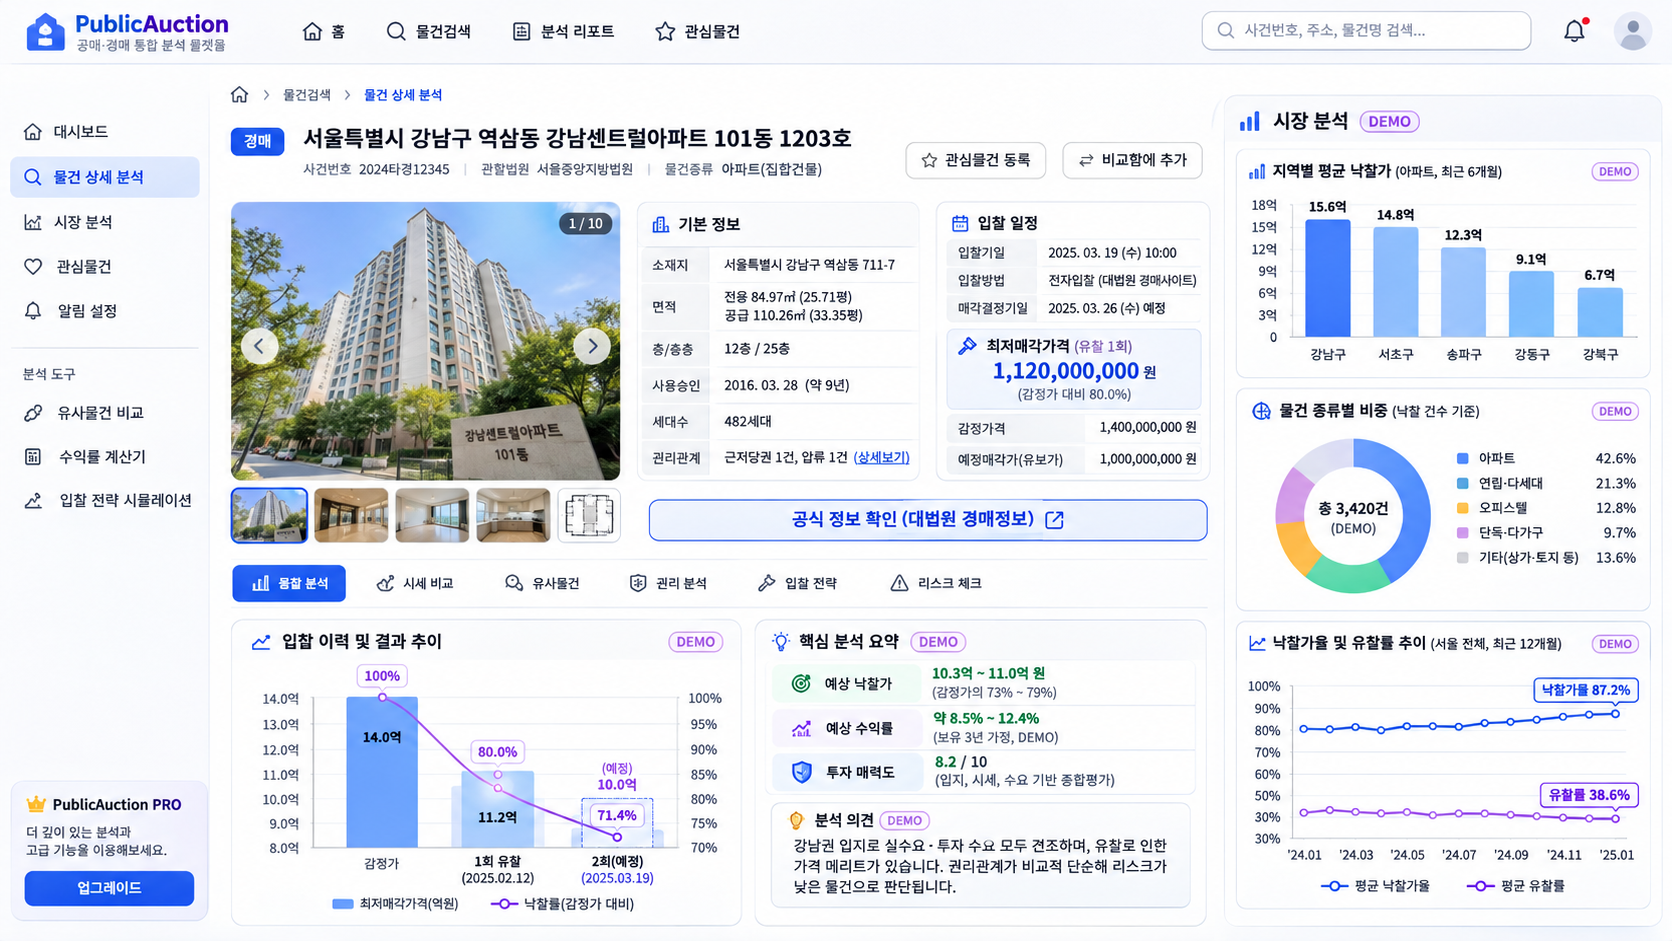 PublicAuction
공매·경매 통합 분석 플젯을
홈
물건검색
분석 리포트
관심물건
사건번호, 주소, 물건명 검색...
대시보드
물건 상세 분석
시장 분석
관심물건
알림 설정
분석 도구
유사물건 비교
수익률 계산기
입찰 전략 시뮬레이션
PublicAuction PRO
더 깊이 있는 분석과
고급 기능을 이용해보세요.
업그레이드
물건검색 > 물건 상세 분석
경매
서울특별시 강남구 역삼동 강남센트럴아파트 101동 1203호
사건번호 2024타경12345 | 관할법원 서울중앙지방법원 | 물건종류 아파트(집합건물)
관심물건 등록
비교함에 추가
1 / 10
강남센트럴아파트
101동
기본 정보
소재지 서울특별시 강남구 역삼동 711-7
면적 전용 84.97㎡ (25.71평)
공급 110.26㎡ (33.35평)
층/총층 12층 / 25층
사용승인 2016. 03. 28 (약 9년)
세대수 482세대
권리관계 근저당권 1건, 압류 1건 (상세보기)
입찰 일정
입찰기일 2025. 03. 19 (수) 10:00
입찰방법 전자입찰 (대법원 경매사이트)
매각결정기일 2025. 03. 26 (수) 예정
최저매각가격 (유찰 1회)
1,120,000,000 원
(감정가 대비 80.0%)
감정가격 1,400,000,000 원
예정매각가(유보가) 1,000,000,000 원
공식 정보 확인 (대법원 경매정보)
몸찰 분석
시세 비교
유사물건
관리 분석
입찰 전략
리스크 체크
입찰 이력 및 결과 추이
DEMO
14.0억
13.0억
12.0억
11.0억
10.0억
9.0억
8.0억
100%
95%
90%
85%
80%
75%
70%
100%
14.0억
80.0%
11.2억
(예정)
10.0억
71.4%
감정가
1회 유찰
(2025.02.12)
2회(예정)
(2025.03.19)
최저매각가격(억원)
낙찰률(감정가 대비)
핵심 분석 요약
DEMO
예상 낙찰가
10.3억 ~ 11.0억 원
(감정가의 73% ~ 79%)
예상 수익률
약 8.5% ~ 12.4%
(보유 3년 가정, DEMO)
투자 매력도
8.2 / 10
(입지, 시세, 수요 기반 종합평가)
분석 의견
DEMO
강남권 입지로 실수요 · 투자 수요 모두 견조하며, 유찰로 인한
가격 메리트가 있습니다. 권리관계가 비교적 단순해 리스크가
낮은 물건으로 판단됩니다.
시장 분석
DEMO
지역별 평균 낙찰가 (아파트, 최근 6개월)
DEMO
18억
15억
12억
9억
6억
3억
0
15.6억
14.8억
12.3억
9.1억
6.7억
강남구
서초구
송파구
강동구
강북구
물건 종류별 비중 (낙찰 건수 기준)
DEMO
총 3,420건
(DEMO)
아파트 42.6%
연립·다세대 21.3%
오피스텔 12.8%
단독·다가구 9.7%
기타(상가·토지 등) 13.6%
낙찰가율 및 유찰률 추이 (서울 전체, 최근 12개월)
DEMO
100%
90%
80%
70%
60%
50%
30%
30%
낙찰가율 87.2%
유찰률 38.6%
'24.01
'24.03
'24.05
'24.07
'24.09
'24.11
'25.01
평균 낙찰가율
평균 유찰률